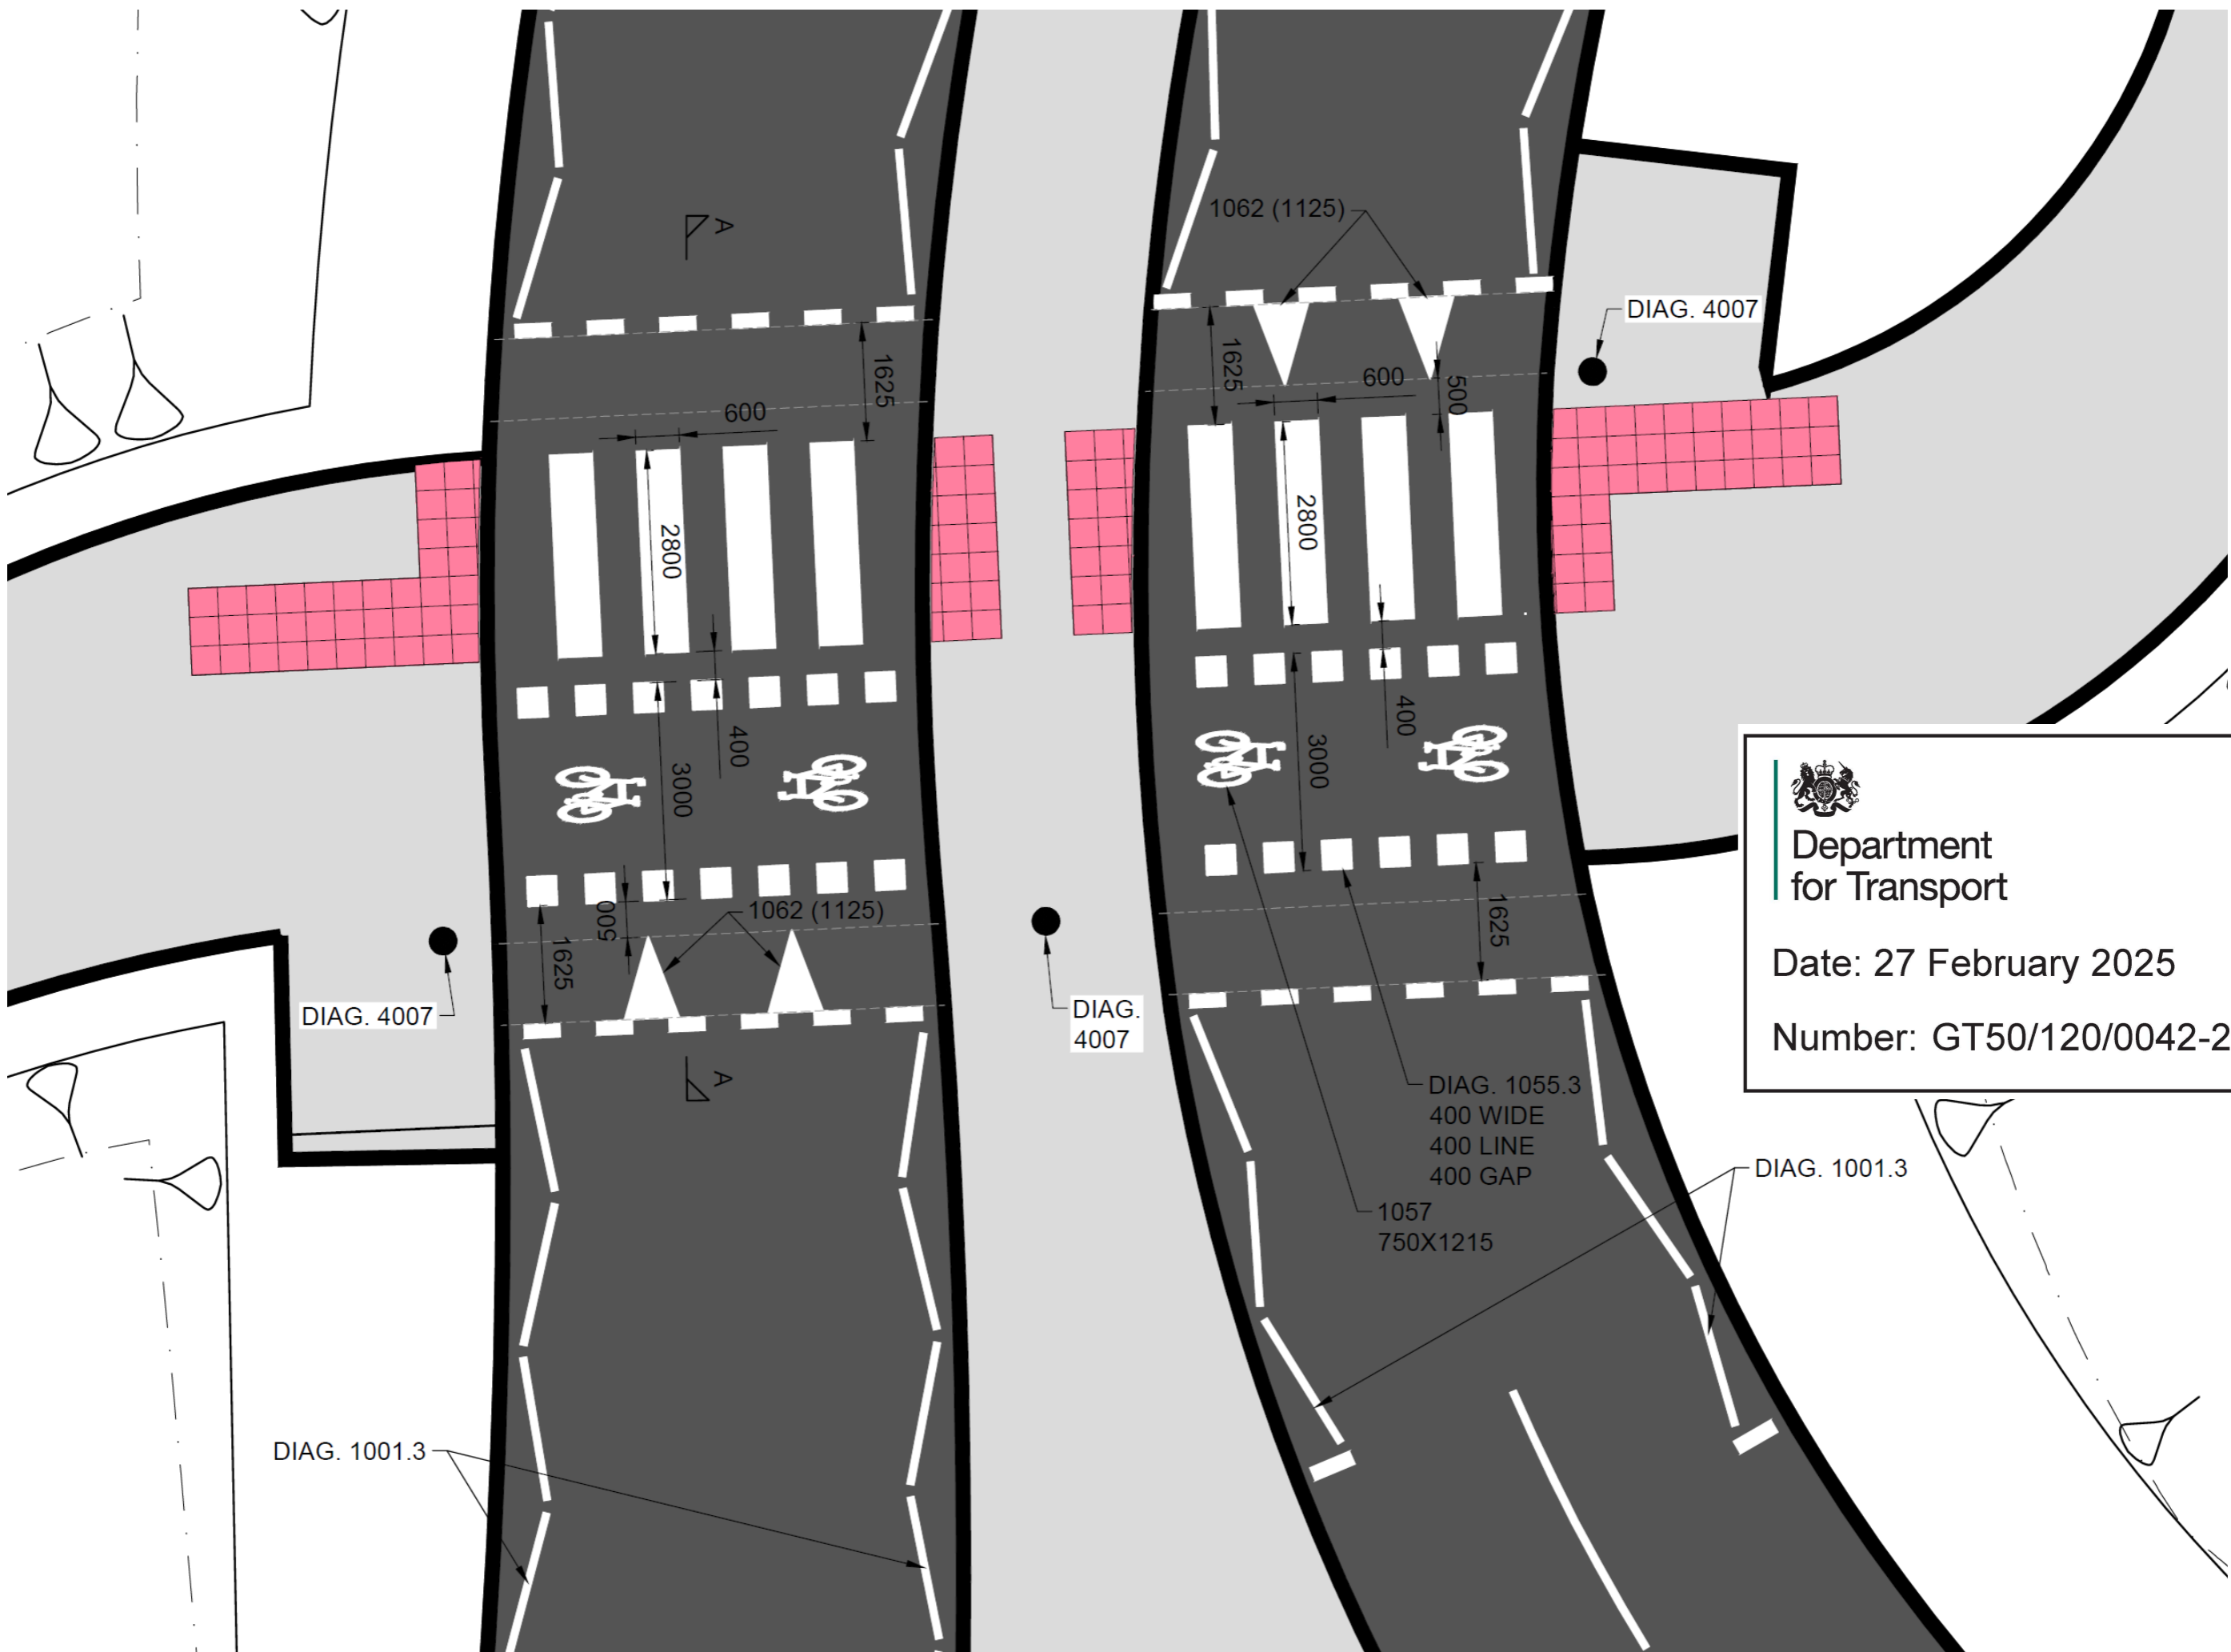 A
1062 (1125)
DIAG. 4007
1625
1625
600
600
500
2800
2800
400
400
3000
3000
Department
for Transport
Date: 27 February 2025
Number: GT50/120/0042-2
500
1062 (1125)
1625
1625
DIAG. 4007
DIAG.
4007
A
DIAG. 1055.3
400 WIDE
400 LINE
400 GAP
1057
750X1215
DIAG. 1001.3
DIAG. 1001.3